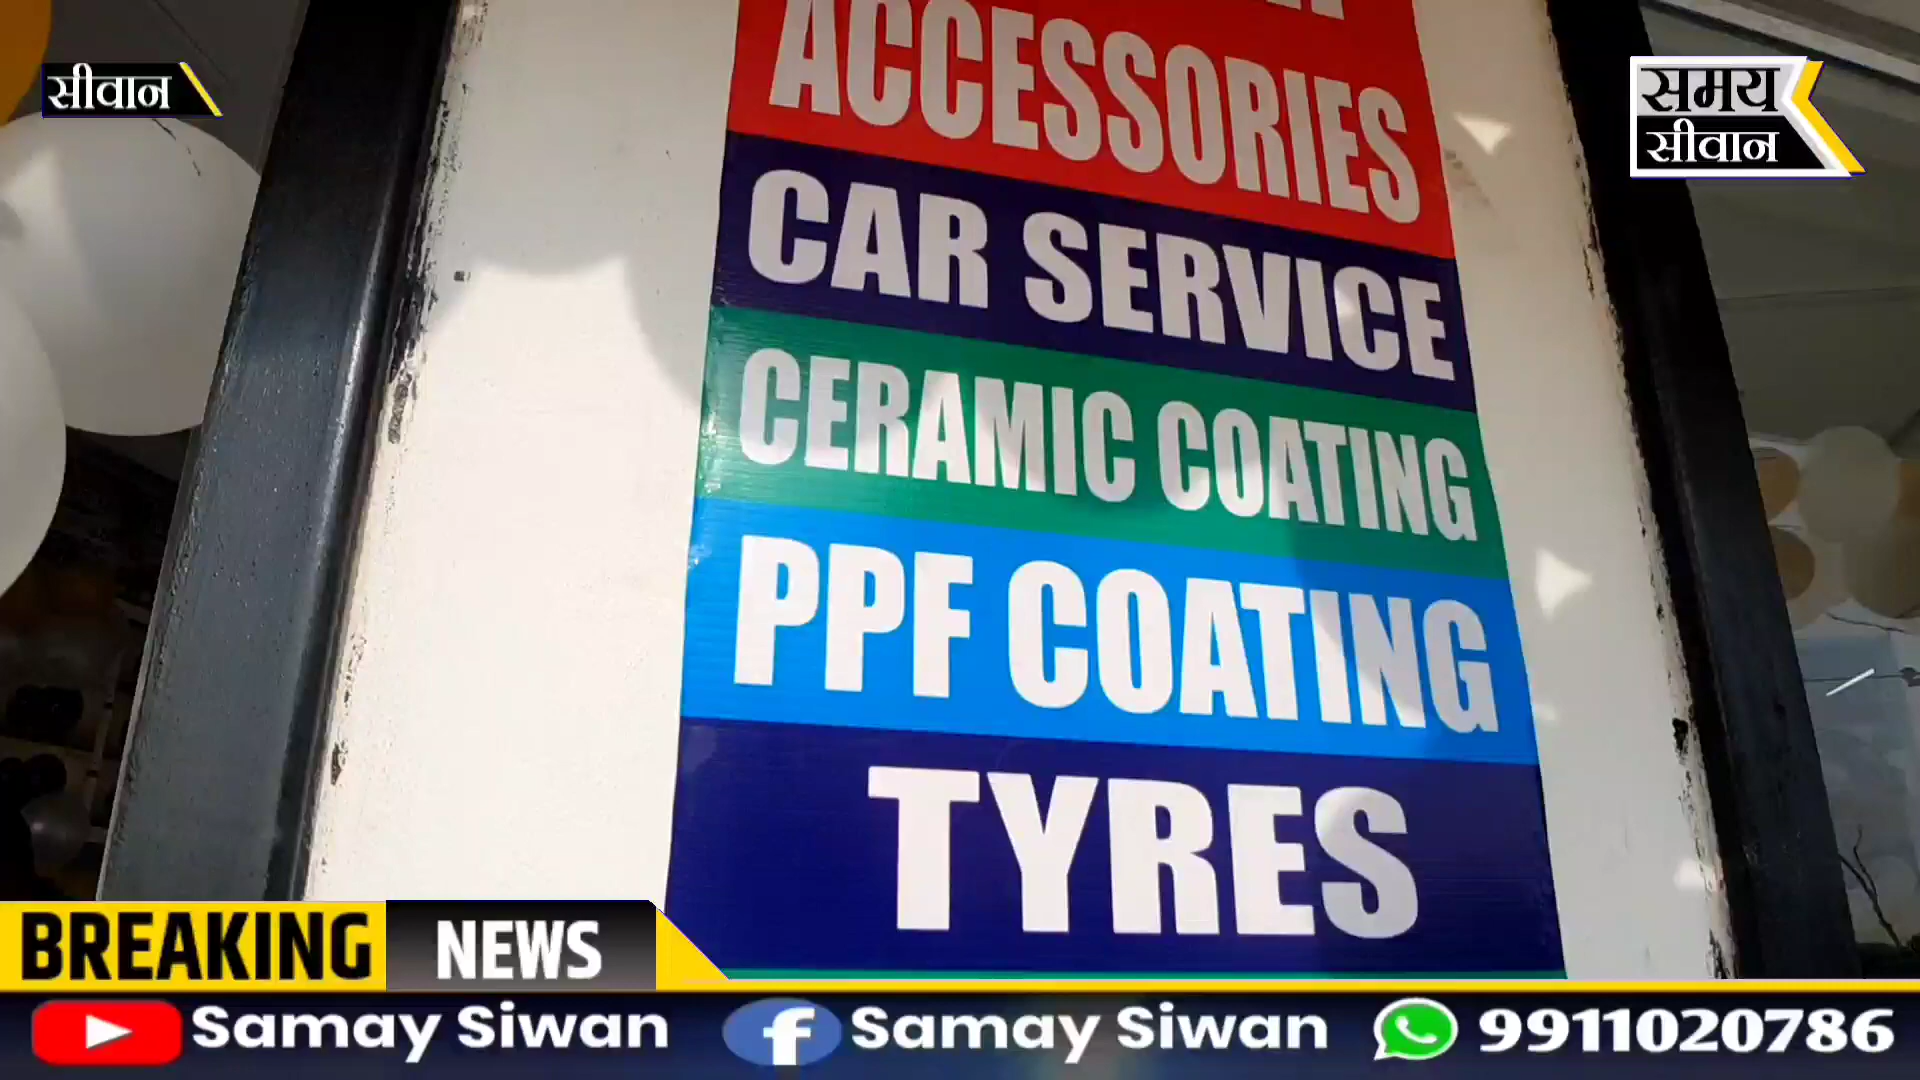 सीवान
समय
सीवान
ACCESSORIES
CAR SERVICE
CERAMIC COATING
PPF COATING
TYRES
BREAKING NEWS
Samay Siwan
Samay Siwan
9911020786